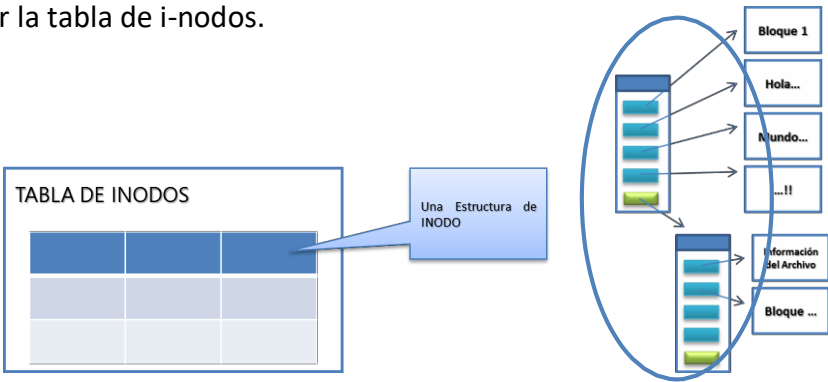 r la tabla de i-nodos.
Bloque 1
Hola...
Mundo...
...!!
TABLA DE INODOS
Una Estructura de
INODO
Información
del Archivo
Bloque ...